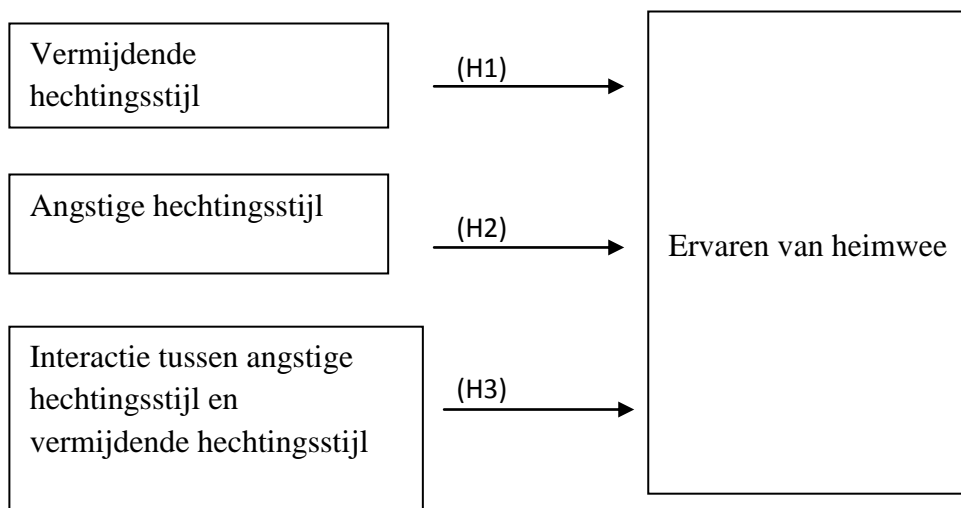 Vermijdende
hechtingsstijl
(H1)
Angstige hechtingsstijl
(H2)
Ervaren van heimwee
Interactie tussen angstige
hechtingsstijl en
vermijdende hechtingsstijl
(H3)